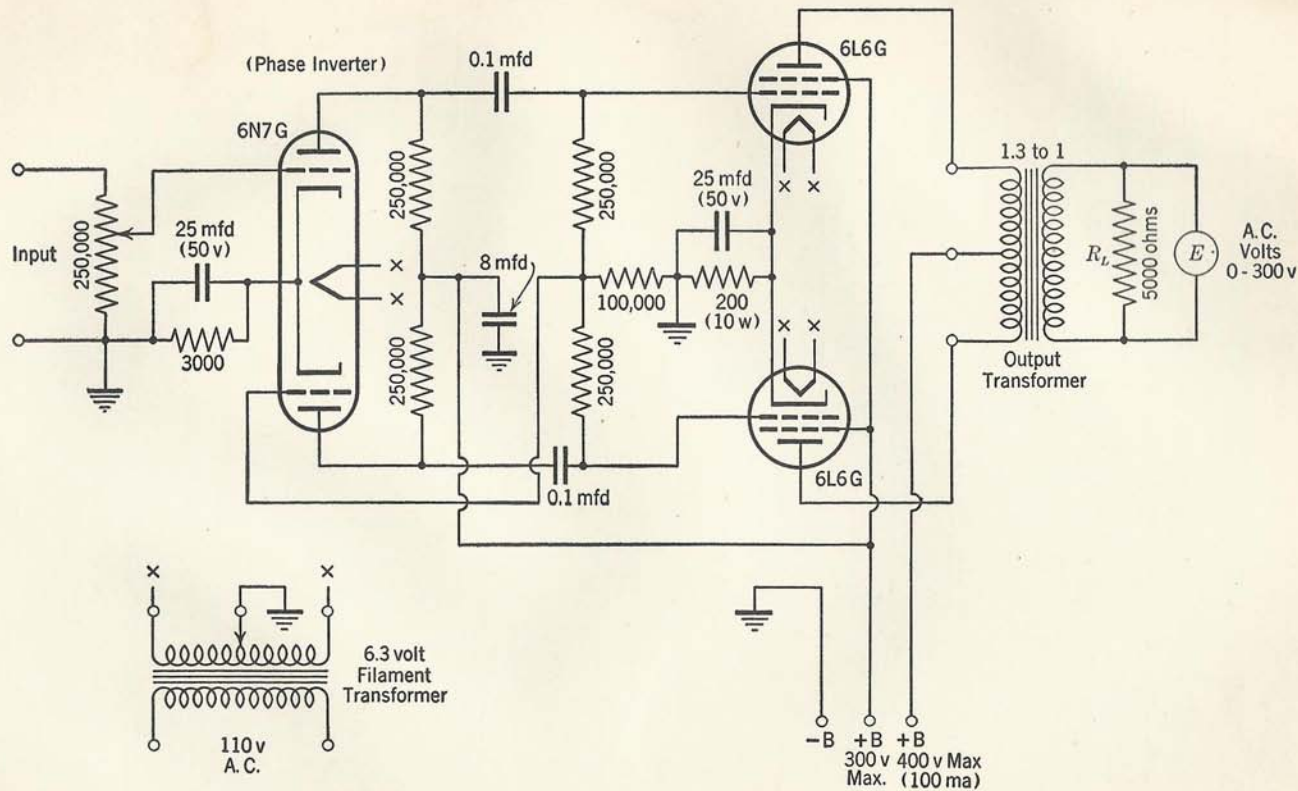 6L6G
0.1 mfd
(Phase Inverter)
6N7G
1.3 to 1
250,000
250,000
25 mfd
(50 v)
×
×
25 mfd
(50 v)
A.C.
Volts
0 - 300 v
Input
250,000
E
R_L
5000 ohms
8 mfd
×
×
100,000
200
(10 w)
3000
×
×
250,000
250,000
Output
Transformer
6L6G
0.1 mfd
×
×
6.3 volt
Filament
Transformer
110 v
A.C.
−B
+B
+B
300 v
400 v Max
Max.
(100 ma)